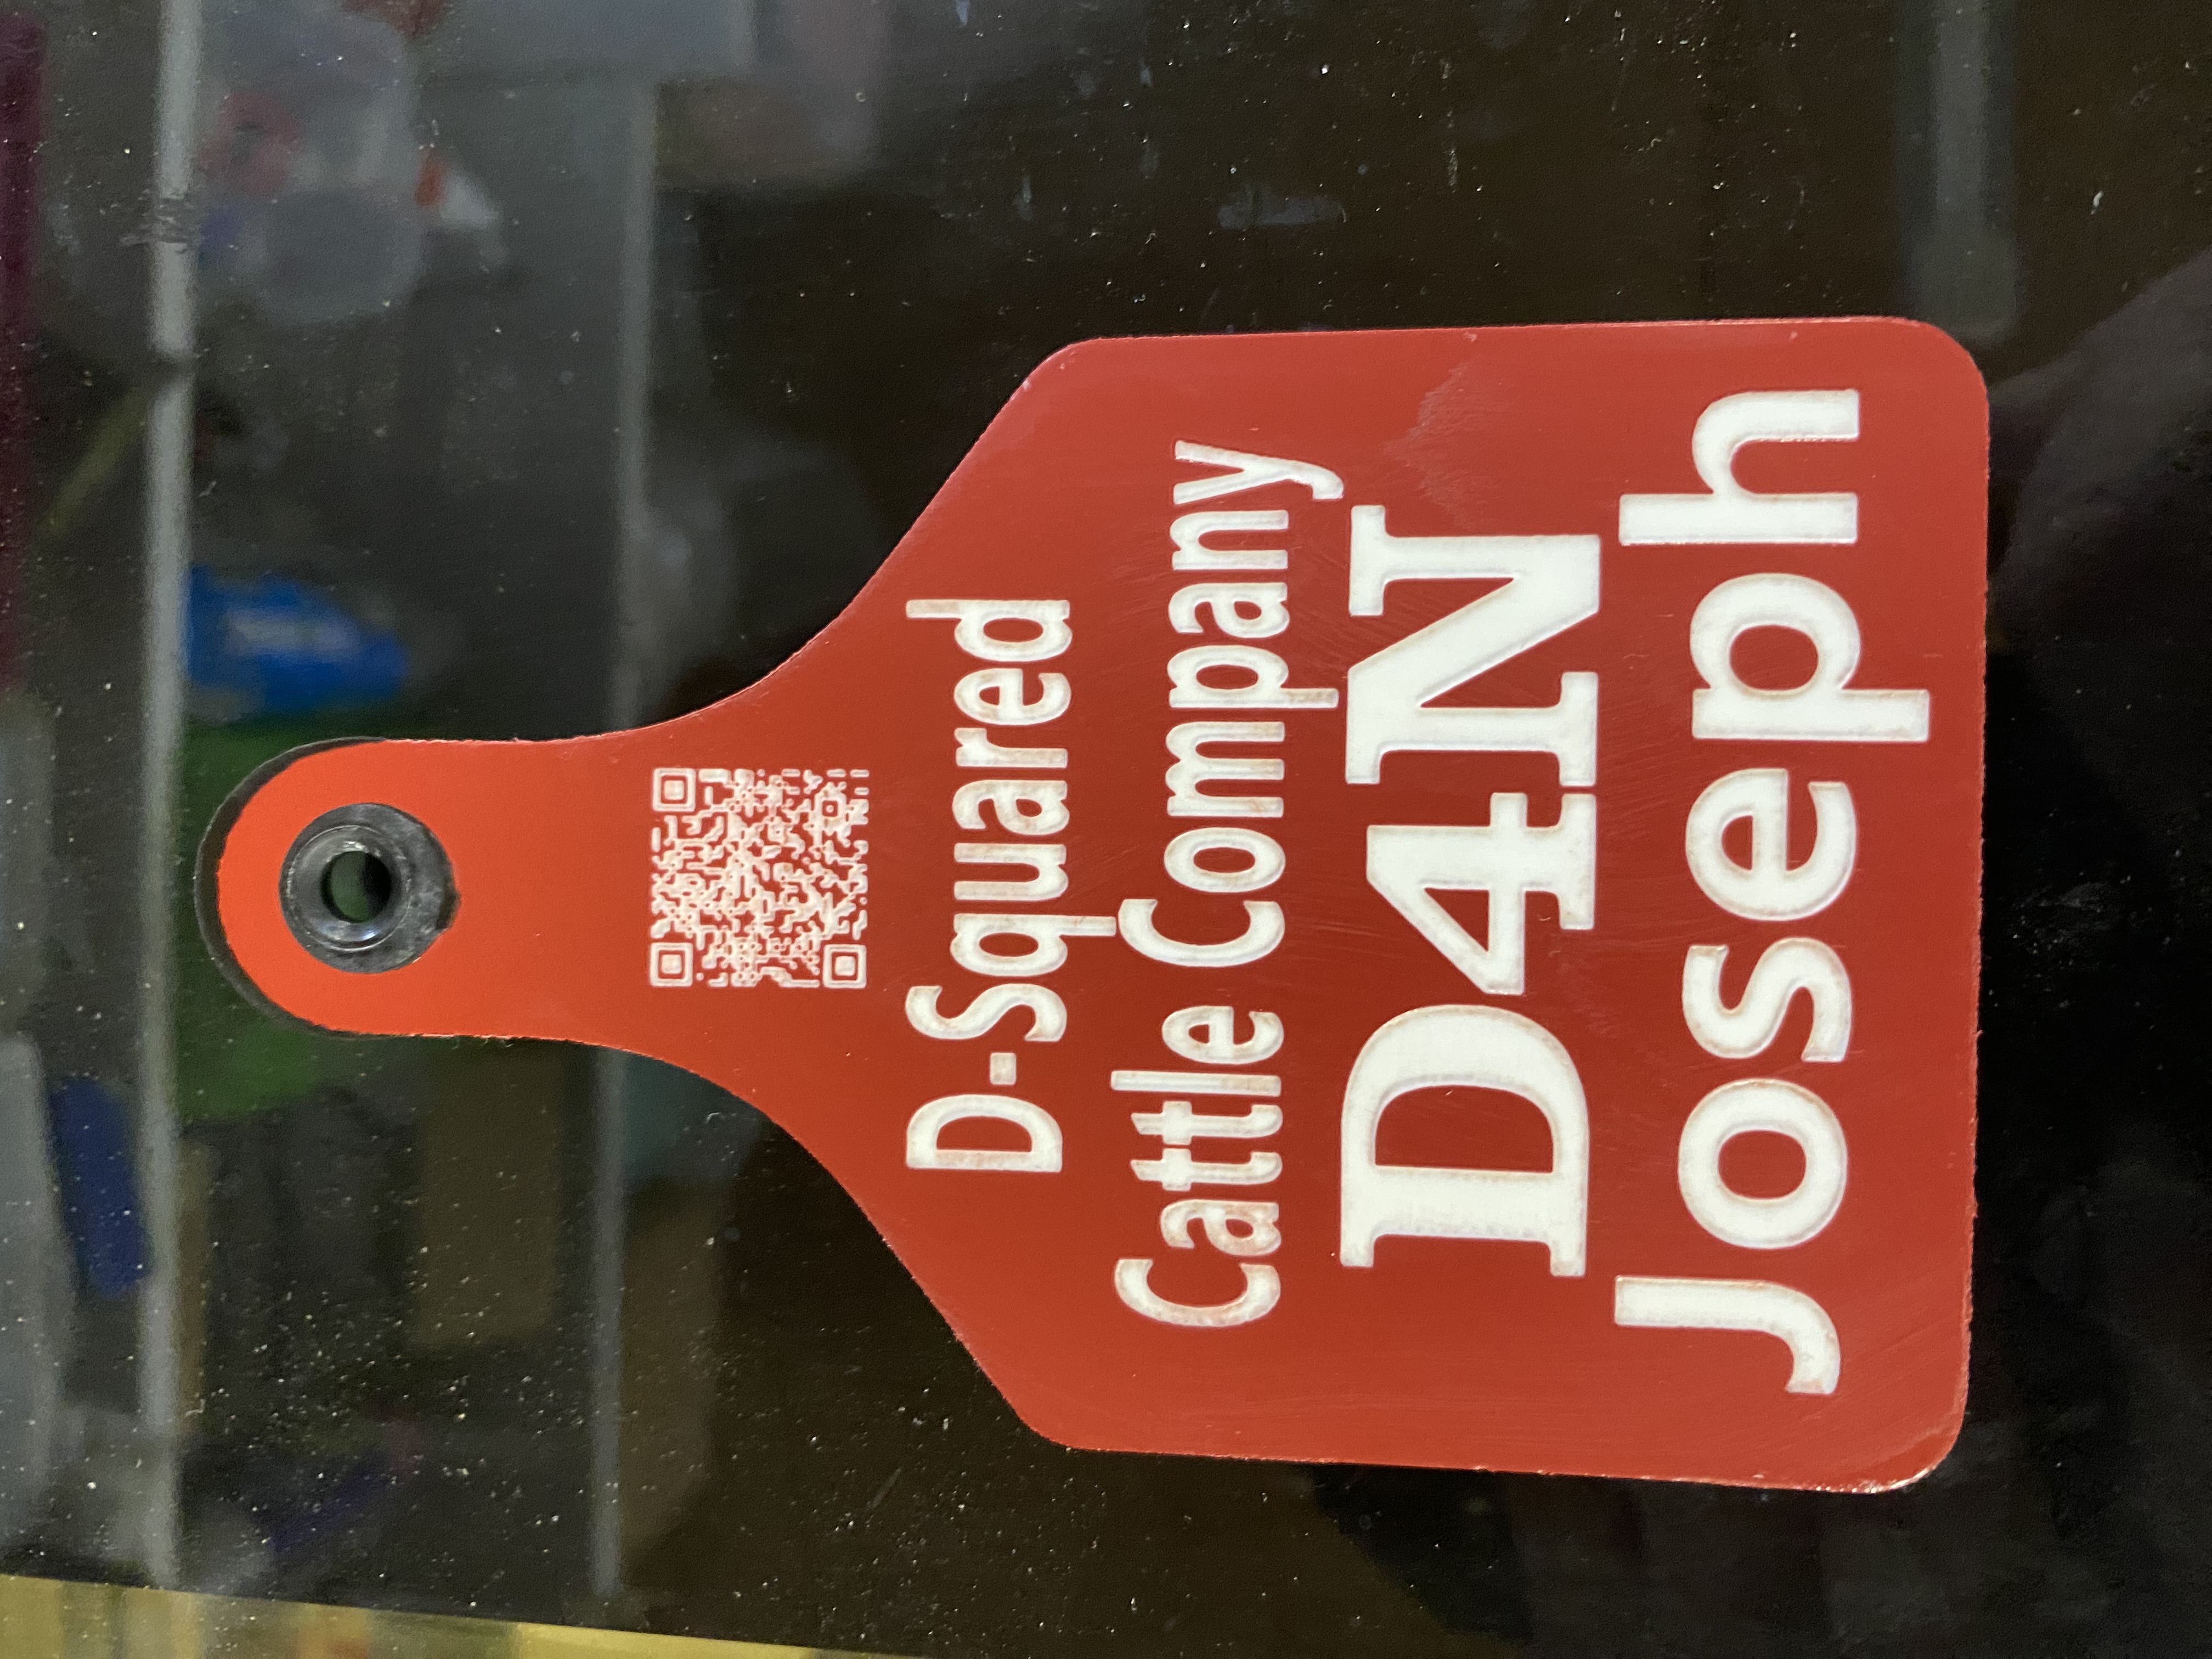 D-Squared
Cattle Company
D4N
Joseph